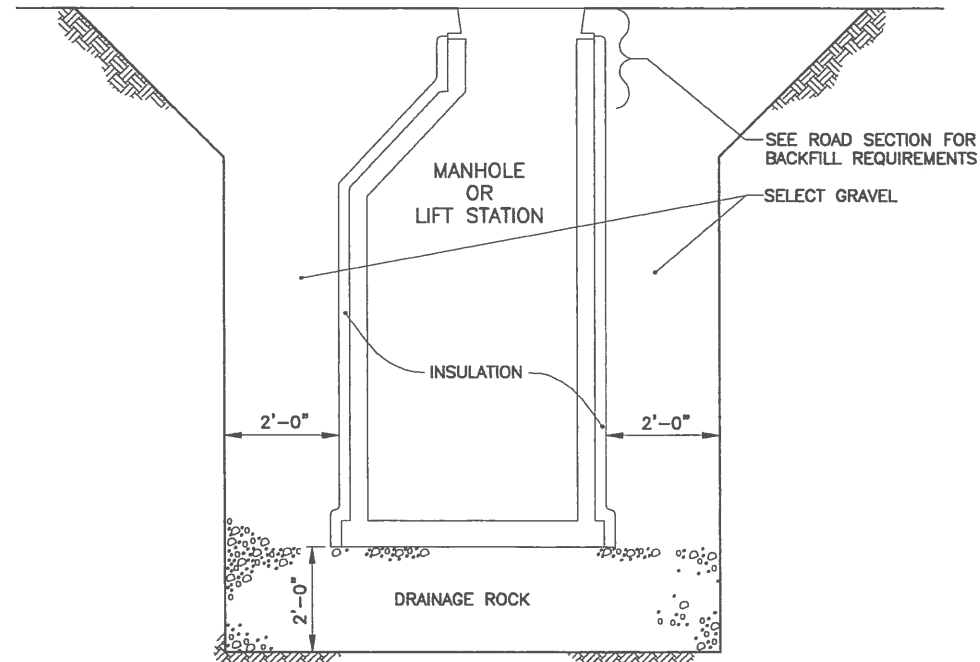 SEE ROAD SECTION FOR
BACKFILL REQUIREMENTS
MANHOLE
OR
LIFT STATION
SELECT GRAVEL
INSULATION
2'-0"
2'-0"
2'-0"
DRAINAGE ROCK